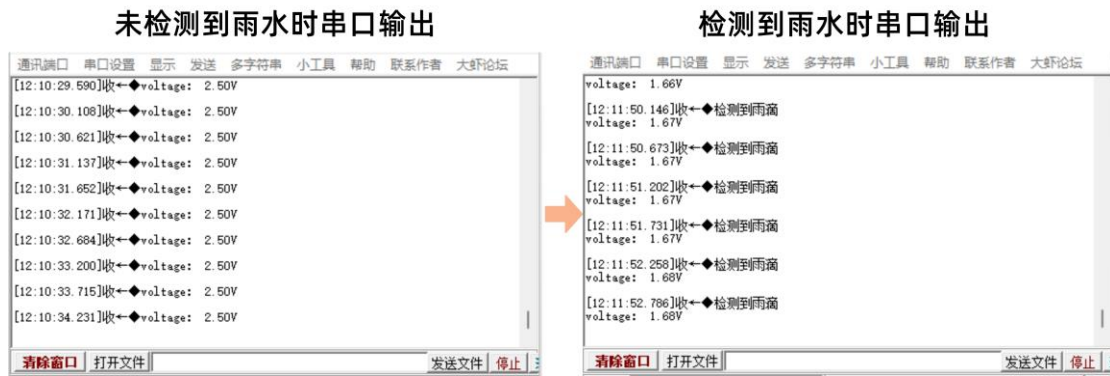 未检测到雨水时串口输出
通讯端口 串口设置 显示 发送 多字符串 小工具 帮助 联系作者 大虾论坛
[12:10:29.590]收←◆voltage: 2.50V
[12:10:30.108]收←◆voltage: 2.50V
[12:10:30.621]收←◆voltage: 2.50V
[12:10:31.137]收←◆voltage: 2.50V
[12:10:31.652]收←◆voltage: 2.50V
[12:10:32.171]收←◆voltage: 2.50V
[12:10:32.684]收←◆voltage: 2.50V
[12:10:33.200]收←◆voltage: 2.50V
[12:10:33.715]收←◆voltage: 2.50V
[12:10:34.231]收←◆voltage: 2.50V
清除窗口 打开文件 发送文件 停止
检测到雨水时串口输出
通讯端口 串口设置 显示 发送 多字符串 小工具 帮助 联系作者 大虾论坛
voltage: 1.66V
[12:11:50.146]收←◆检测到雨滴
voltage: 1.67V
[12:11:50.673]收←◆检测到雨滴
voltage: 1.67V
[12:11:51.202]收←◆检测到雨滴
voltage: 1.67V
[12:11:51.731]收←◆检测到雨滴
voltage: 1.67V
[12:11:52.258]收←◆检测到雨滴
voltage: 1.68V
[12:11:52.786]收←◆检测到雨滴
voltage: 1.68V
清除窗口 打开文件 发送文件 停止